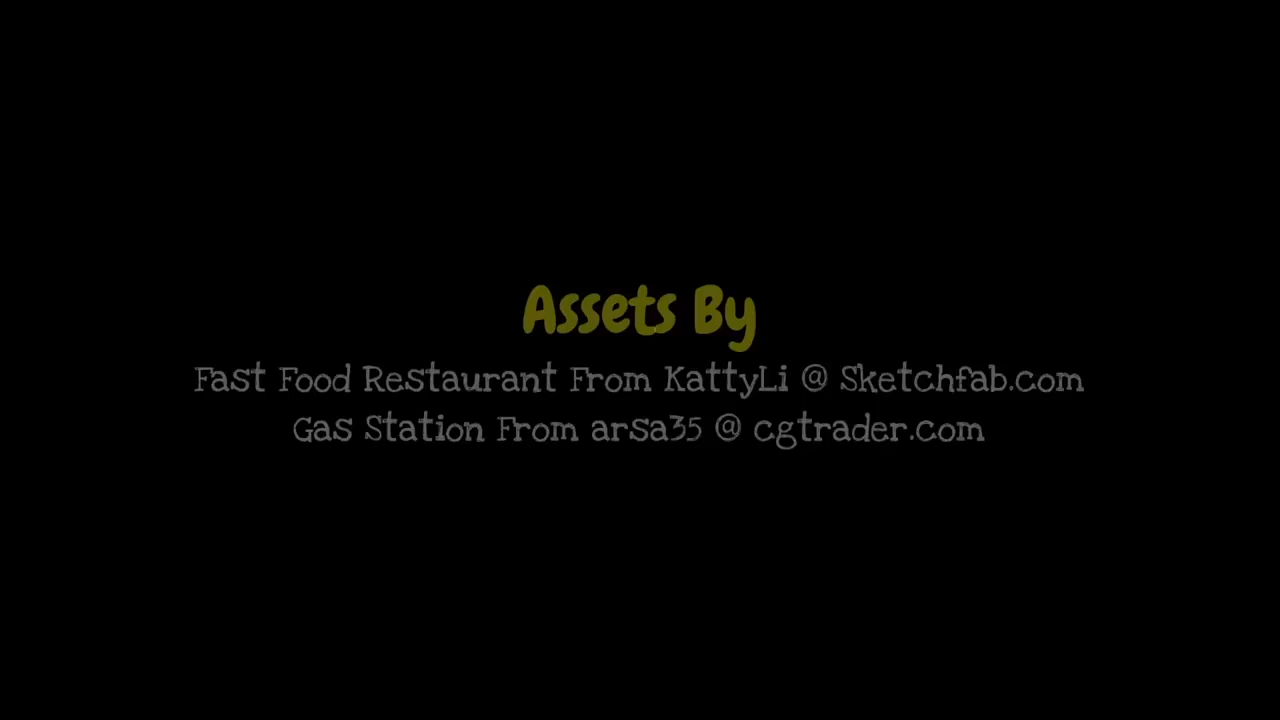 Assets By
Fast Food Restaurant From KattyLi @ Sketchfab.com
Gas Station From arsa35 @ cgtrader.com